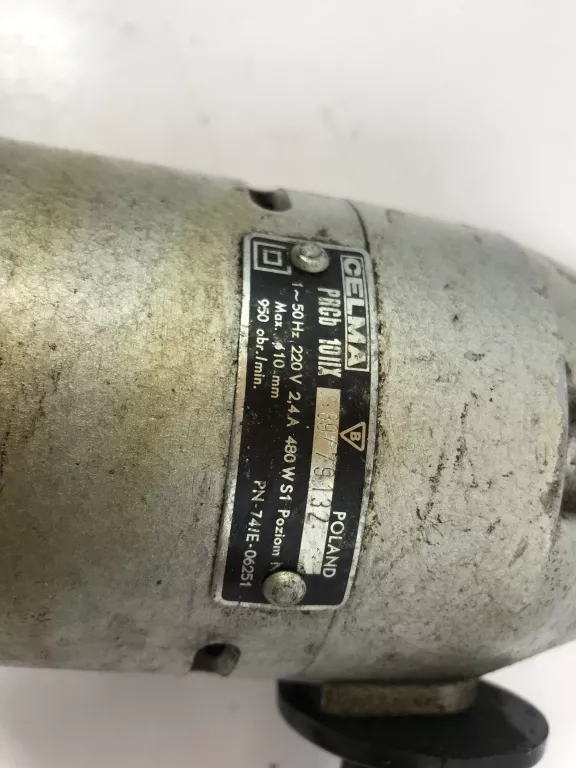 CELMA
PRCb 10IIX
B
POLAND
1~50Hz 220V 2,4A 480W S1 Poziom N
Max. ⌀10 mm
950 obr./min.
PN-74/E-06251